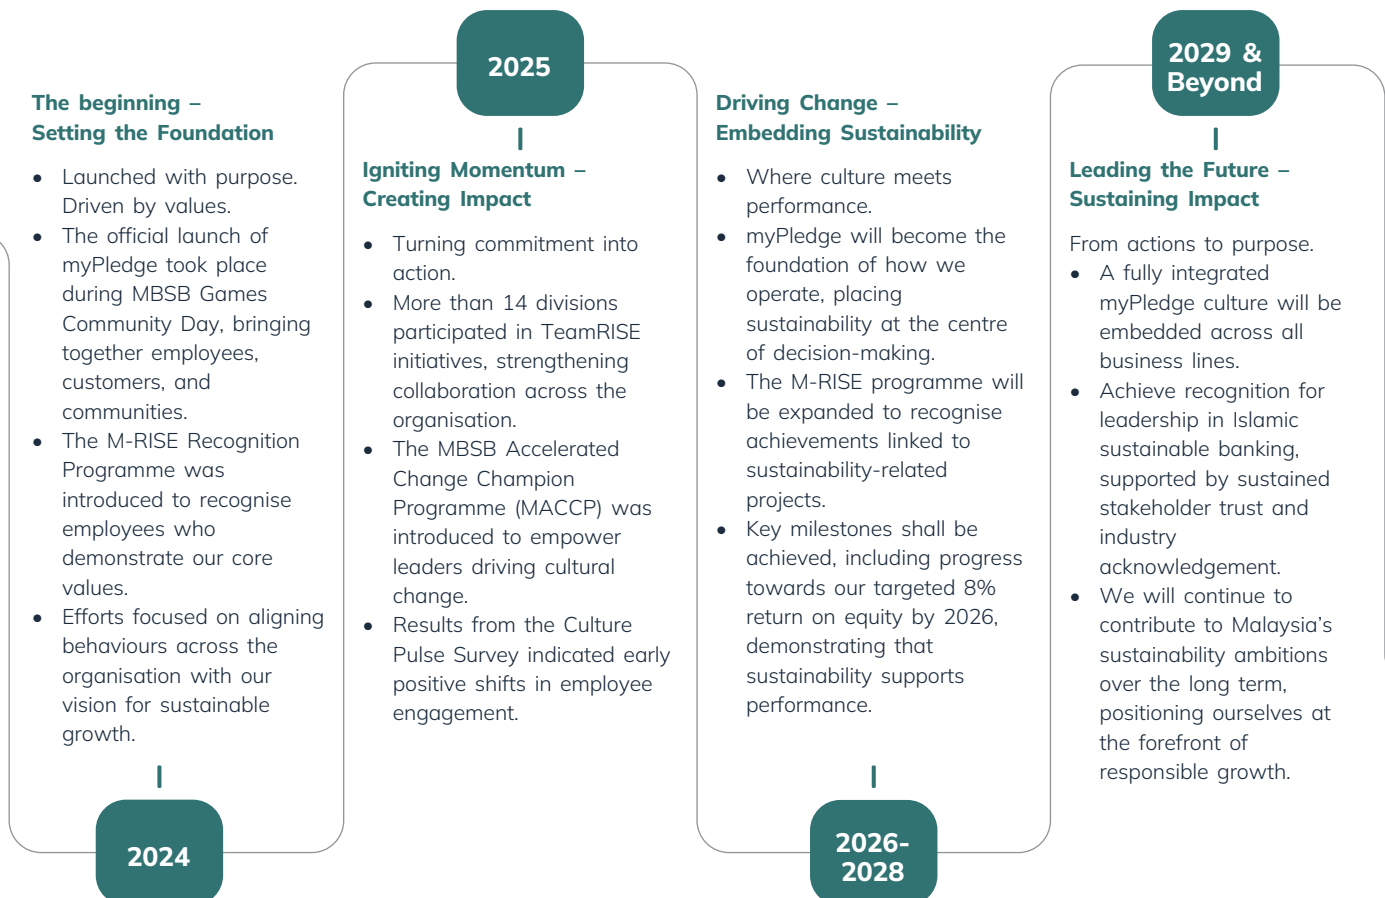 The beginning –
Setting the Foundation
• Launched with purpose.
Driven by values.
• The official launch of
myPledge took place
during MBSB Games
Community Day, bringing
together employees,
customers, and
communities.
• The M-RISE Recognition
Programme was
introduced to recognise
employees who
demonstrate our core
values.
• Efforts focused on aligning
behaviours across the
organisation with our
vision for sustainable
growth.
2024
2025
Igniting Momentum –
Creating Impact
• Turning commitment into
action.
• More than 14 divisions
participated in TeamRISE
initiatives, strengthening
collaboration across the
organisation.
• The MBSB Accelerated
Change Champion
Programme (MACCP) was
introduced to empower
leaders driving cultural
change.
• Results from the Culture
Pulse Survey indicated early
positive shifts in employee
engagement.
Driving Change –
Embedding Sustainability
• Where culture meets
performance.
• myPledge will become the
foundation of how we
operate, placing
sustainability at the centre
of decision-making.
• The M-RISE programme will
be expanded to recognise
achievements linked to
sustainability-related
projects.
• Key milestones shall be
achieved, including progress
towards our targeted 8%
return on equity by 2026,
demonstrating that
sustainability supports
performance.
2026-
2028
2029 &
Beyond
Leading the Future –
Sustaining Impact
From actions to purpose.
• A fully integrated
myPledge culture will be
embedded across all
business lines.
• Achieve recognition for
leadership in Islamic
sustainable banking,
supported by sustained
stakeholder trust and
industry
acknowledgement.
• We will continue to
contribute to Malaysia's
sustainability ambitions
over the long term,
positioning ourselves at
the forefront of
responsible growth.